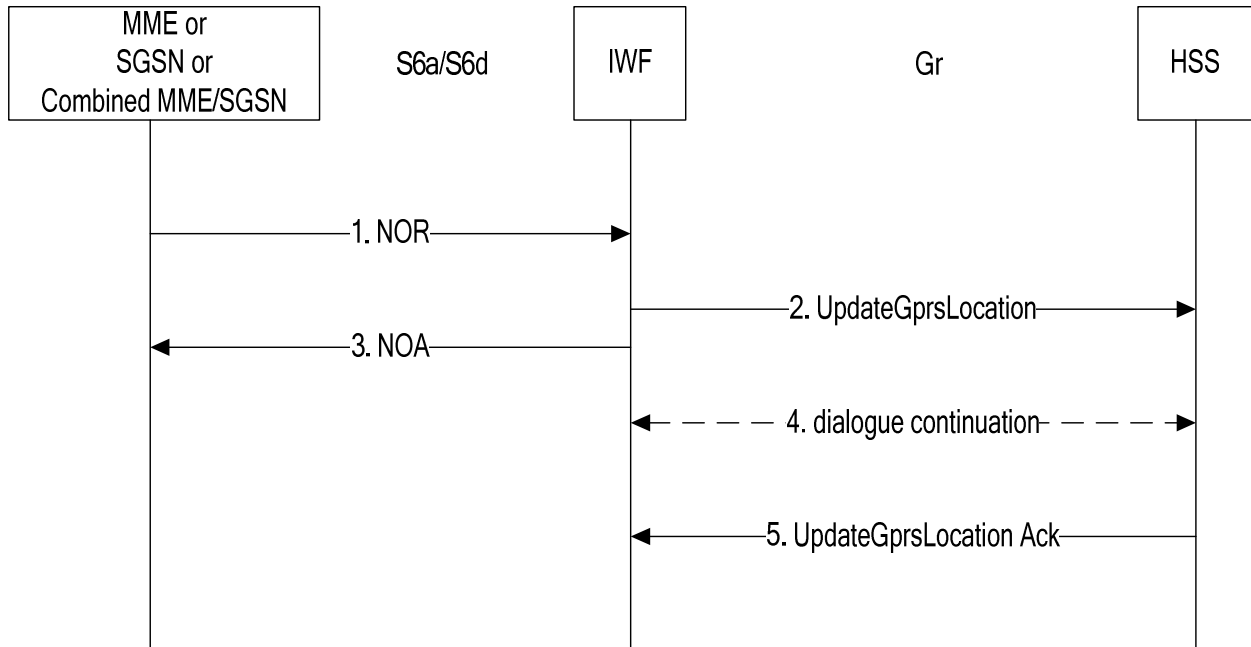 MME or
SGSN or
Combined MME/SGSN
S6a/S6d
IWF
Gr
HSS
1. NOR
2. UpdateGprsLocation
3. NOA
4. dialogue continuation
5. UpdateGprsLocation Ack